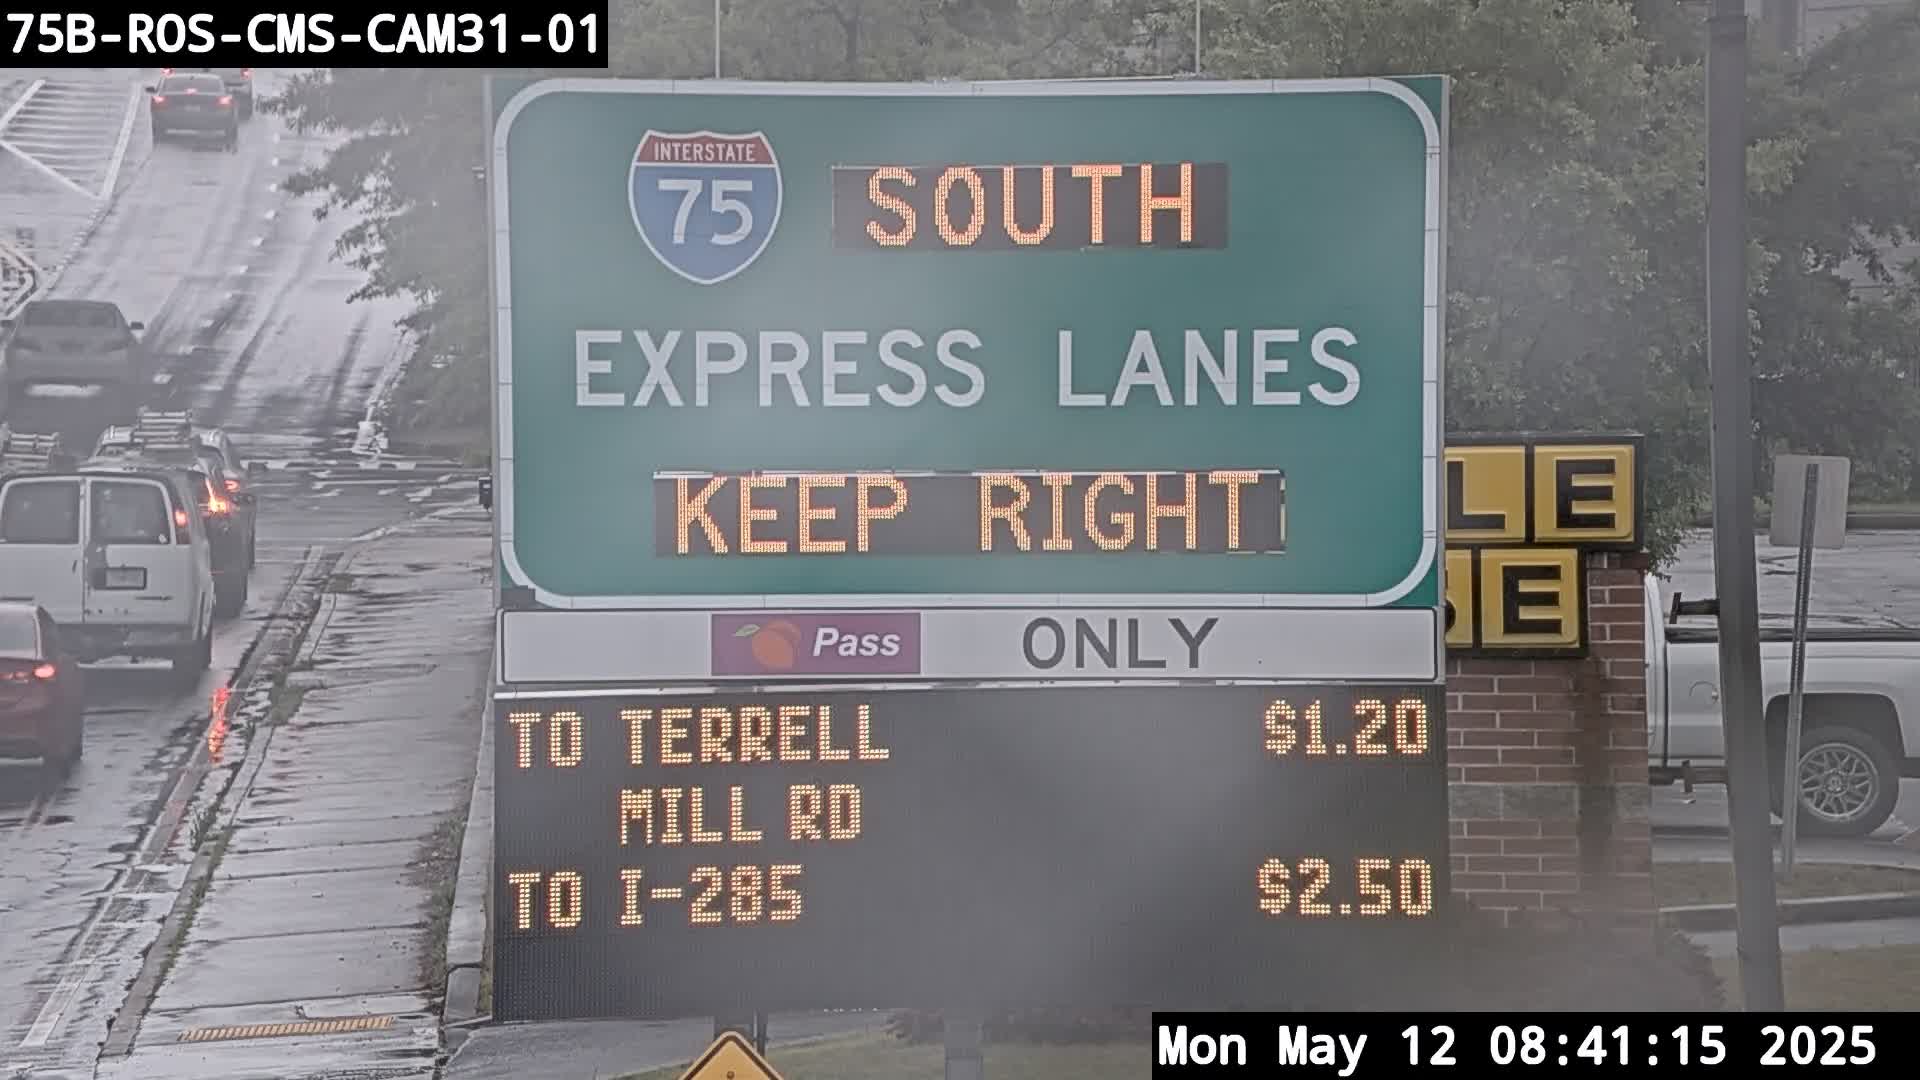 75B-ROS-CMS-CAM31-01
INTERSTATE
75
SOUTH
EXPRESS LANES
KEEP RIGHT
Pass ONLY
TO TERRELL $1.20
MILL RD
TO I-285 $2.50
LE
E
Mon May 12 08:41:15 2025